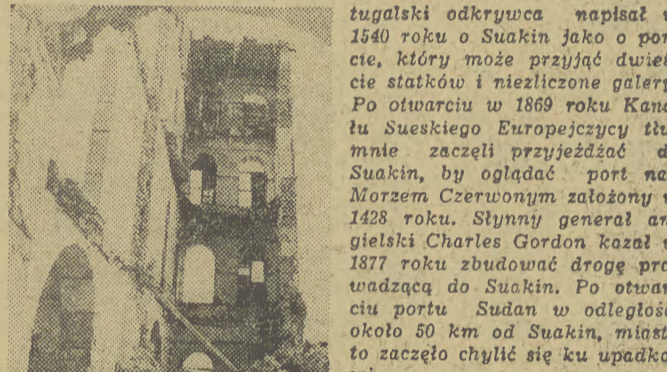 tugalski odkrywca napisał w
1540 roku o Suakin jako o por
cie, który może przyjąć dwieś
cie statków i niezliczone galery
Po otwarciu w 1869 roku Kana
łu Sueskiego Europejczycy tłu
mnie zaczęli przyjeżdżać d
Suakin, by oglądać port na
Morzem Czerwonym założony w
1428 roku. Słynny generał an
gielski Charles Gordon kazał w
1877 roku zbudować drogę pro
wadzącą do Suakin. Po otwar
ciu portu Sudan w odległośc
około 50 km od Suakin, miast
to zaczęło chylić się ku upadko